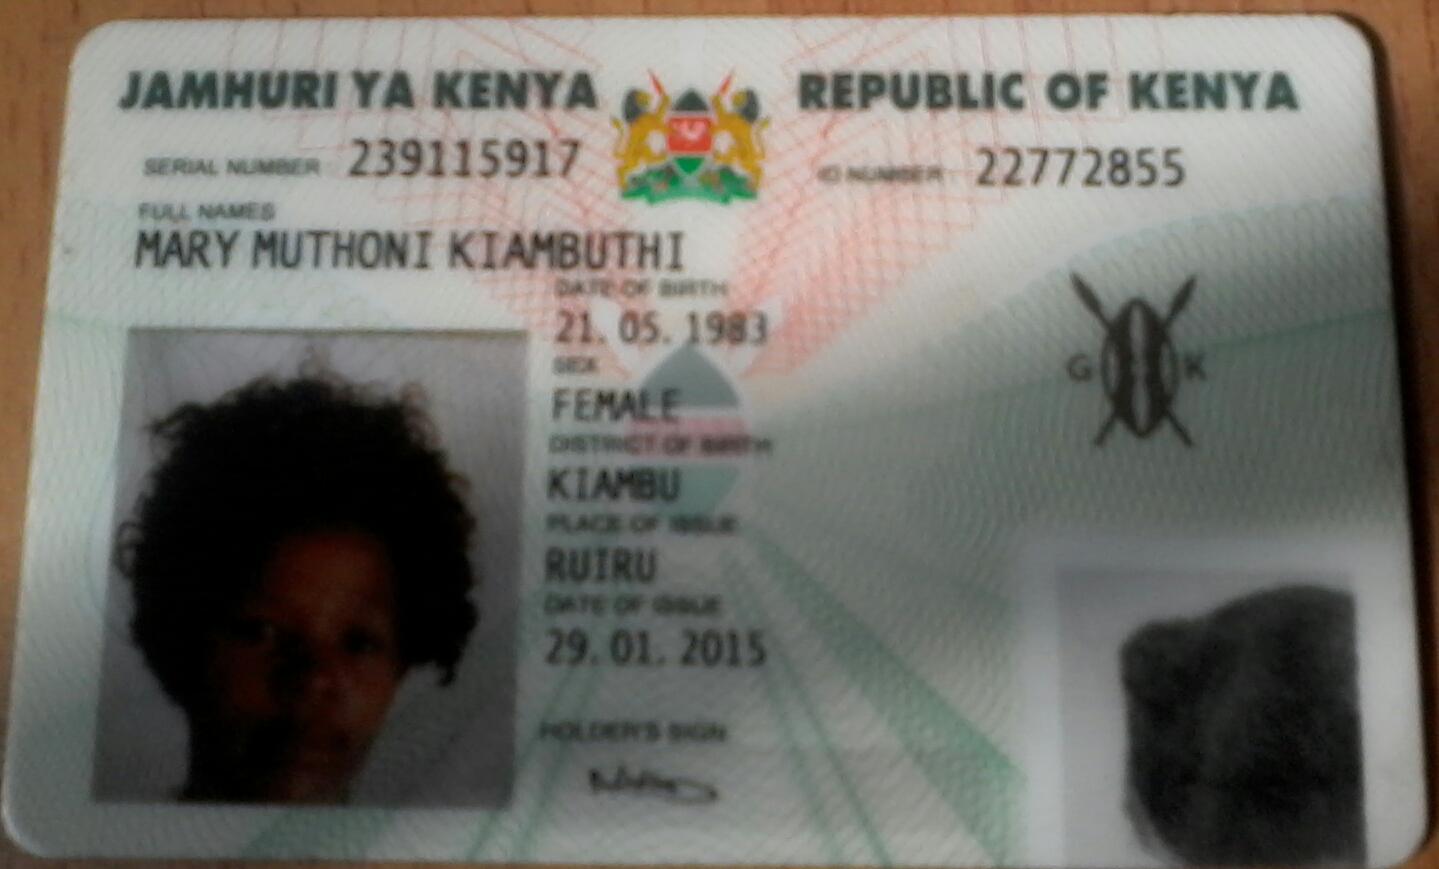 JAMHURI YA KENYA REPUBLIC OF KENYA
SERIAL NUMBER: 239115917 ID NUMBER: 22772855
FULL NAMES
MARY MUTHONI KIAMBUTHI
DATE OF BIRTH
21. 05. 1983
SEX
FEMALE
G K
DISTRICT OF BIRTH
KIAMBU
PLACE OF ISSUE
RUIRU
DATE OF ISSUE
29. 01. 2015
HOLDER'S SIGN